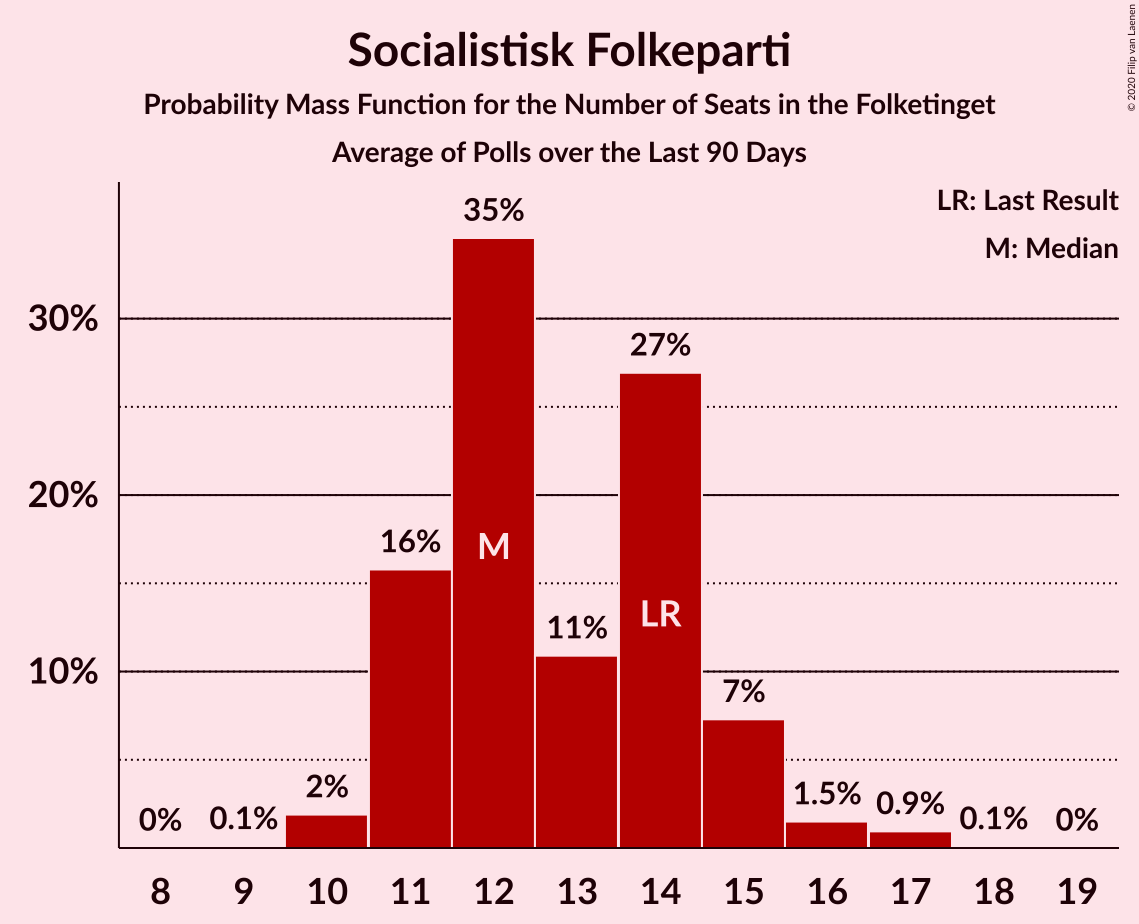 Socialistisk Folkeparti
Probability Mass Function for the Number of Seats in the Folketinget
Average of Polls over the Last 90 Days
© 2020 Filip van Laenen
LR: Last Result
M: Median
35%
30%
27%
20%
16%
M
LR
11%
10%
7%
2%
1.5%
0.9%
0% 0.1% 0.1% 0%
8 9 10 11 12 13 14 15 16 17 18 19